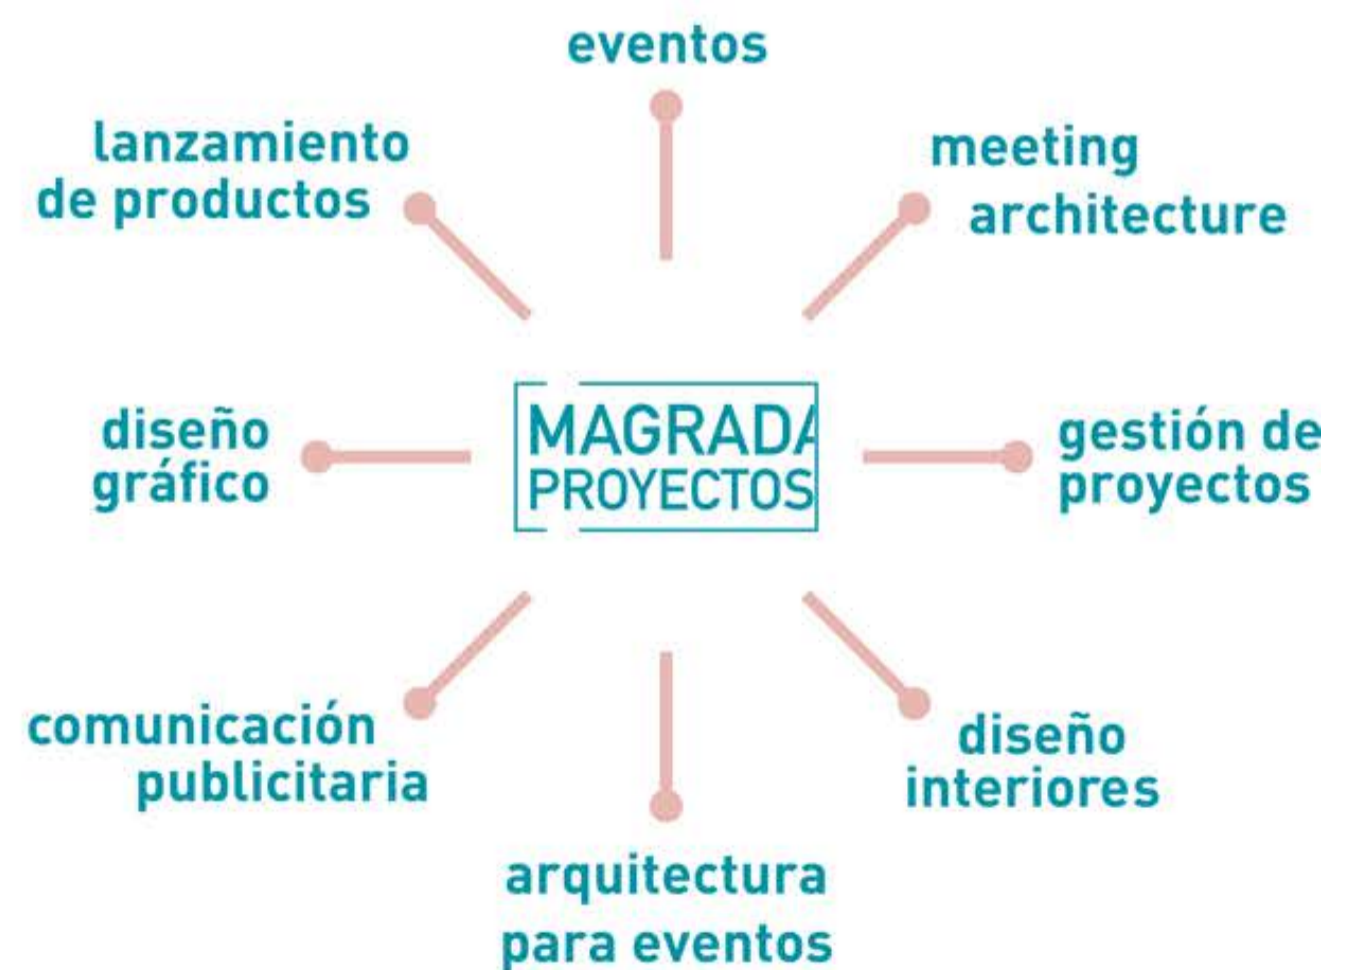 eventos
lanzamiento
de productos
meeting
architecture
diseño
gráfico
MAGRADA
PROYECTOS
gestión de
proyectos
comunicación
publicitaria
diseño
interiores
arquitectura
para eventos